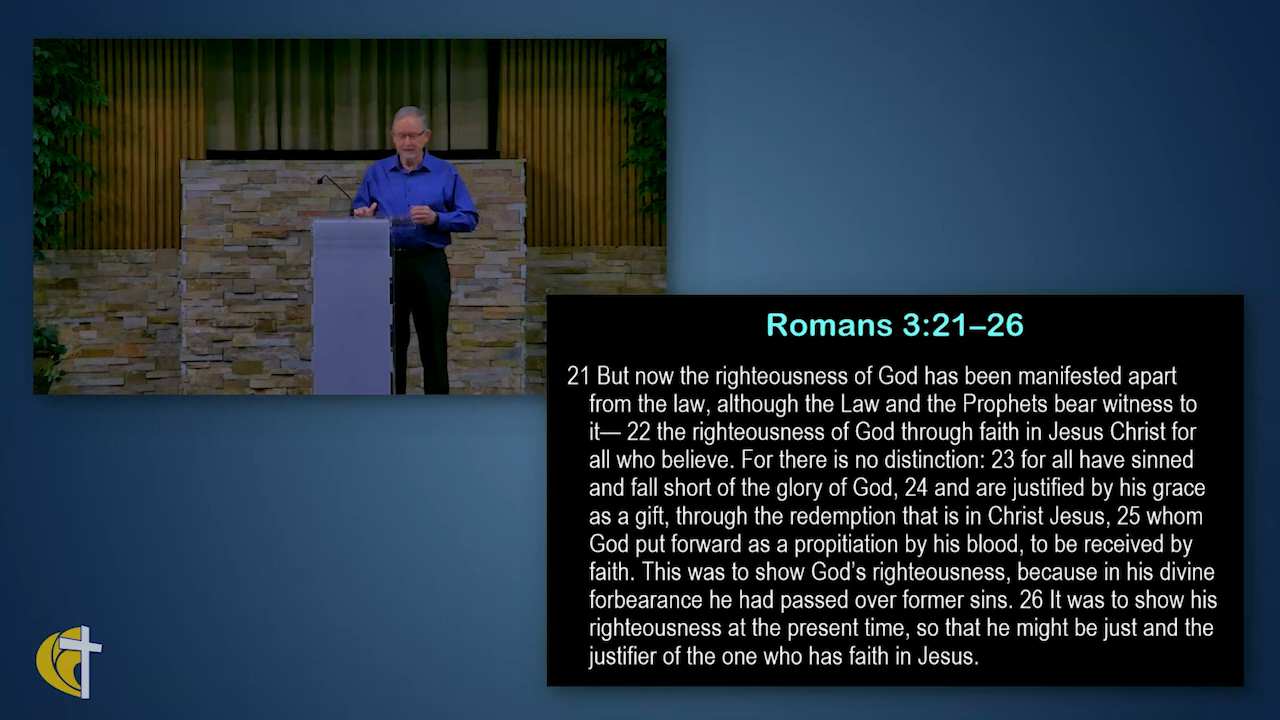 Romans 3:21–26
21 But now the righteousness of God has been manifested apart
from the law, although the Law and the Prophets bear witness to
it— 22 the righteousness of God through faith in Jesus Christ for
all who believe. For there is no distinction: 23 for all have sinned
and fall short of the glory of God, 24 and are justified by his grace
as a gift, through the redemption that is in Christ Jesus, 25 whom
God put forward as a propitiation by his blood, to be received by
faith. This was to show God’s righteousness, because in his divine
forbearance he had passed over former sins. 26 It was to show his
righteousness at the present time, so that he might be just and the
justifier of the one who has faith in Jesus.